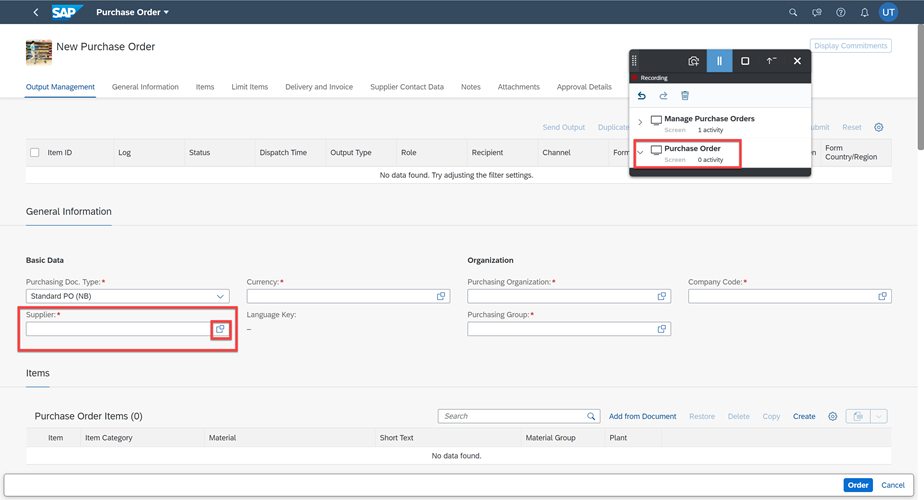 SAP Purchase Order
UT
New Purchase Order
Display Commitments
Output Management General Information Items Limit Items Delivery and Invoice Supplier Contact Data Notes Attachments Approval Details
Recording
Manage Purchase Orders
Screen 1 activity
Purchase Order
Screen 0 activity
Send Output Duplicate ubmit Reset
Item ID Log Status Dispatch Time Output Type Role Recipient Channel Form
Form
Country/Region
No data found. Try adjusting the filter settings.
General Information
Basic Data Organization
Purchasing Doc. Type:* Currency:* Purchasing Organization:* Company Code:*
Standard PO (NB)
Supplier:* Language Key: Purchasing Group:*
–
Items
Purchase Order Items (0) Search Add from Document Restore Delete Copy Create
Item Item Category Material Short Text Material Group Plant
No data found.
Order Cancel